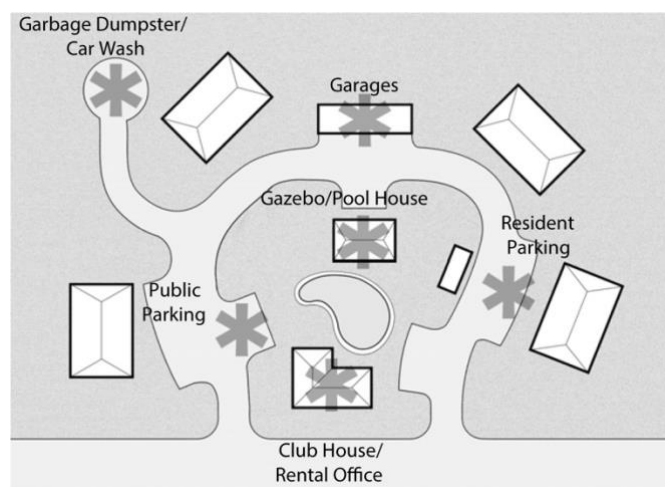 Garbage Dumpster/
Car Wash
Garages
Gazebo/Pool House
Resident
Parking
Public
Parking
Club House/
Rental Office